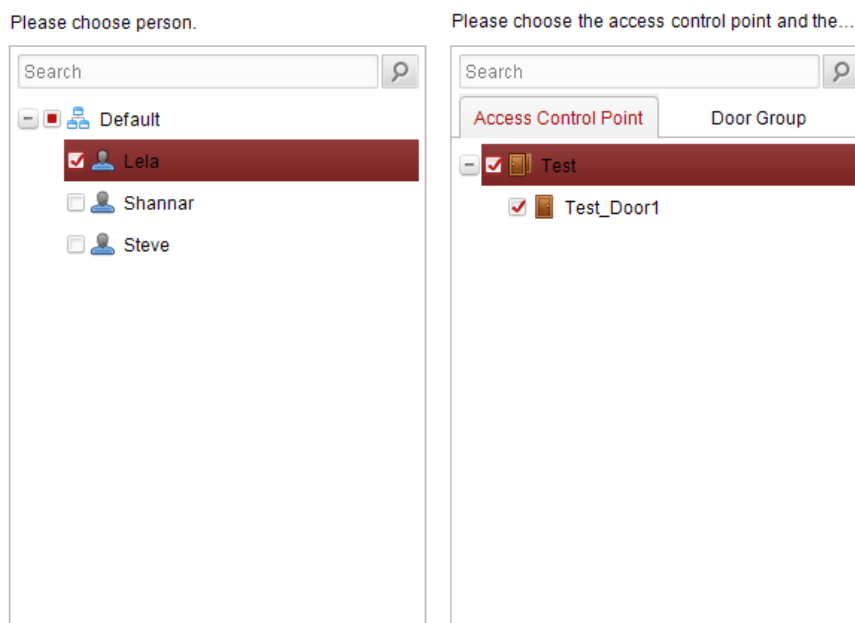 Please choose person.
Search
Default
Lela
Shannar
Steve
Please choose the access control point and the...
Search
Access Control Point
Door Group
Test
Test_Door1